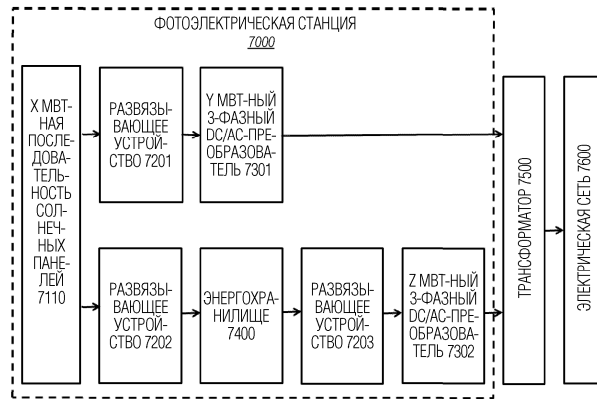 ФОТОЭЛЕКТРИЧЕСКАЯ СТАНЦИЯ
7000
X МВТ-
НАЯ
ПОСЛЕ-
ДОВА-
ТЕЛЬ-
НОСТЬ
СОЛ-
НЕЧ-
НЫХ
ПАНЕ-
ЛЕЙ
7110
РАЗВЯЗЫ-
ВАЮЩЕЕ
УСТРОЙ-
СТВО 7201
Y МВТ-НЫЙ
3-ФАЗНЫЙ
DC/AC-ПРЕ-
ОБРАЗОВА-
ТЕЛЬ 7301
РАЗВЯЗЫ-
ВАЮЩЕЕ
УСТРОЙ-
СТВО 7202
ЭНЕРГОХРА-
НИЛИЩЕ
7400
РАЗВЯЗЫ-
ВАЮЩЕЕ
УСТРОЙ-
СТВО 7203
Z МВТ-НЫЙ
3-ФАЗНЫЙ
DC/AC-ПРЕ-
ОБРАЗОВА-
ТЕЛЬ 7302
ТРАНСФОРМАТОР 7500
ЭЛЕКТРИЧЕСКАЯ СЕТЬ 7600